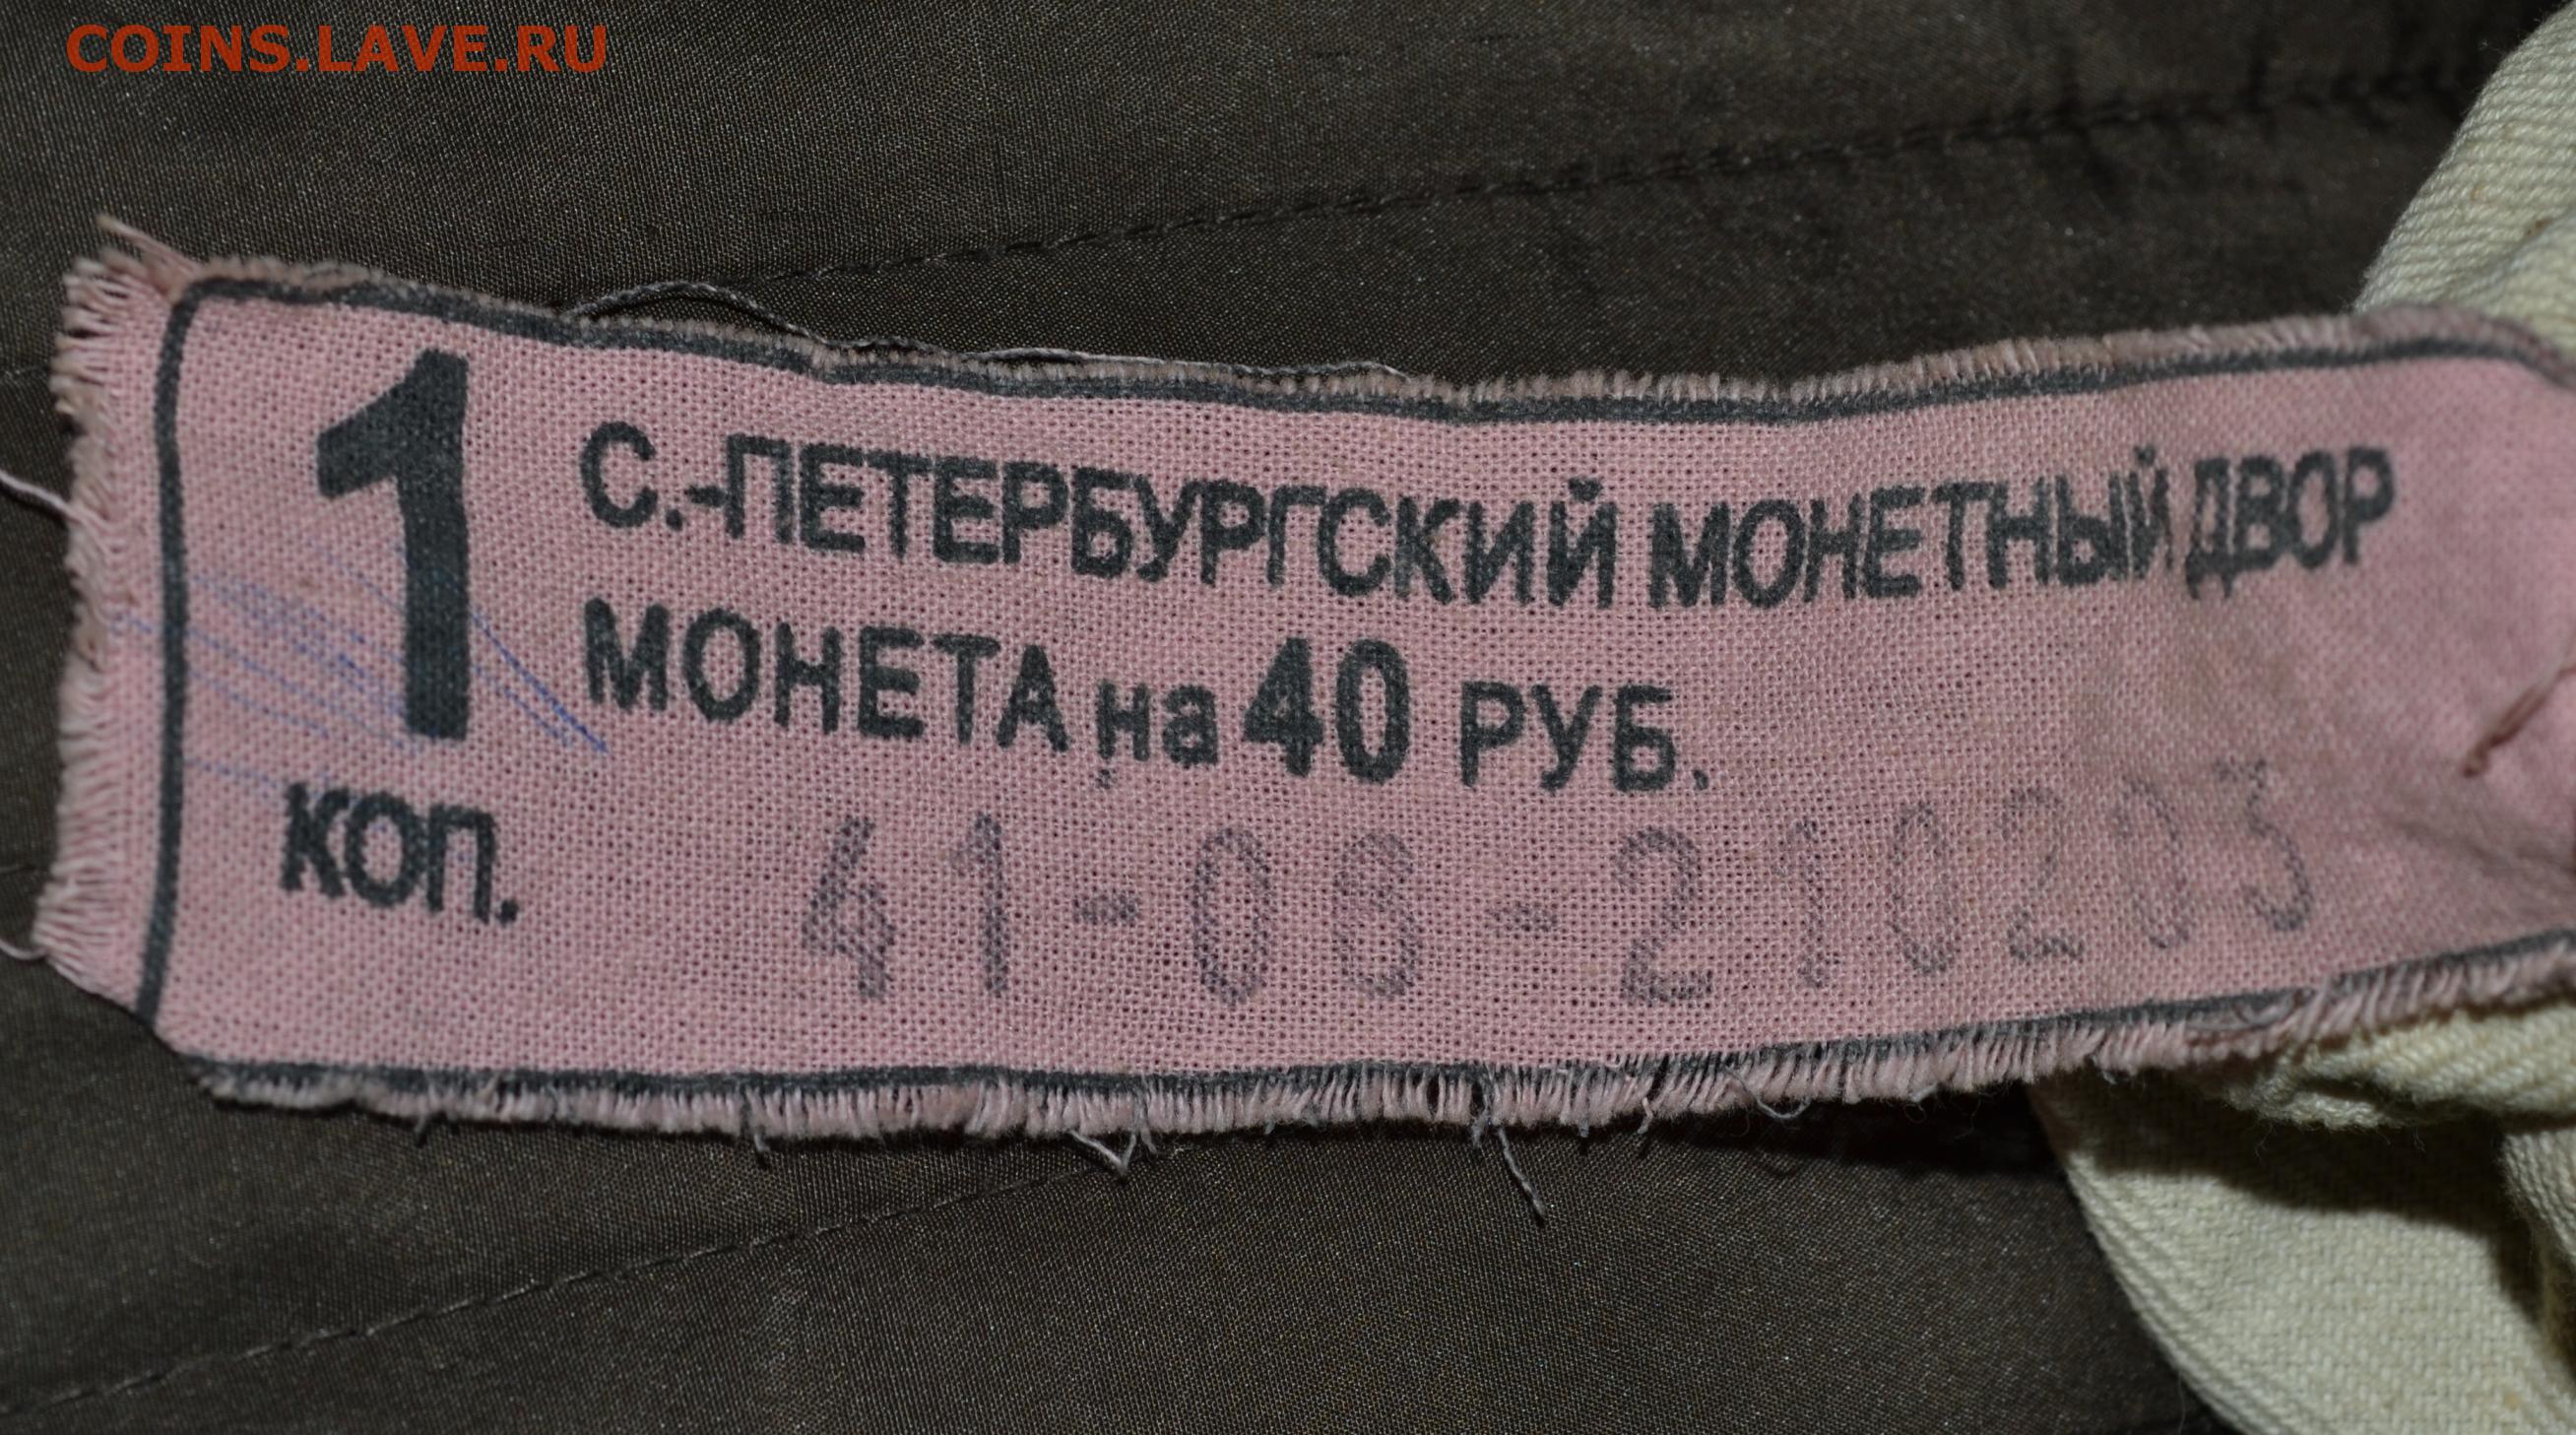 COINS.LAVE.RU
1 С.-ПЕТЕРБУРГСКИЙ МОНЕТНЫЙ ДВОР
МОНЕТА на 40 РУБ.
КОП.
41-08-210203